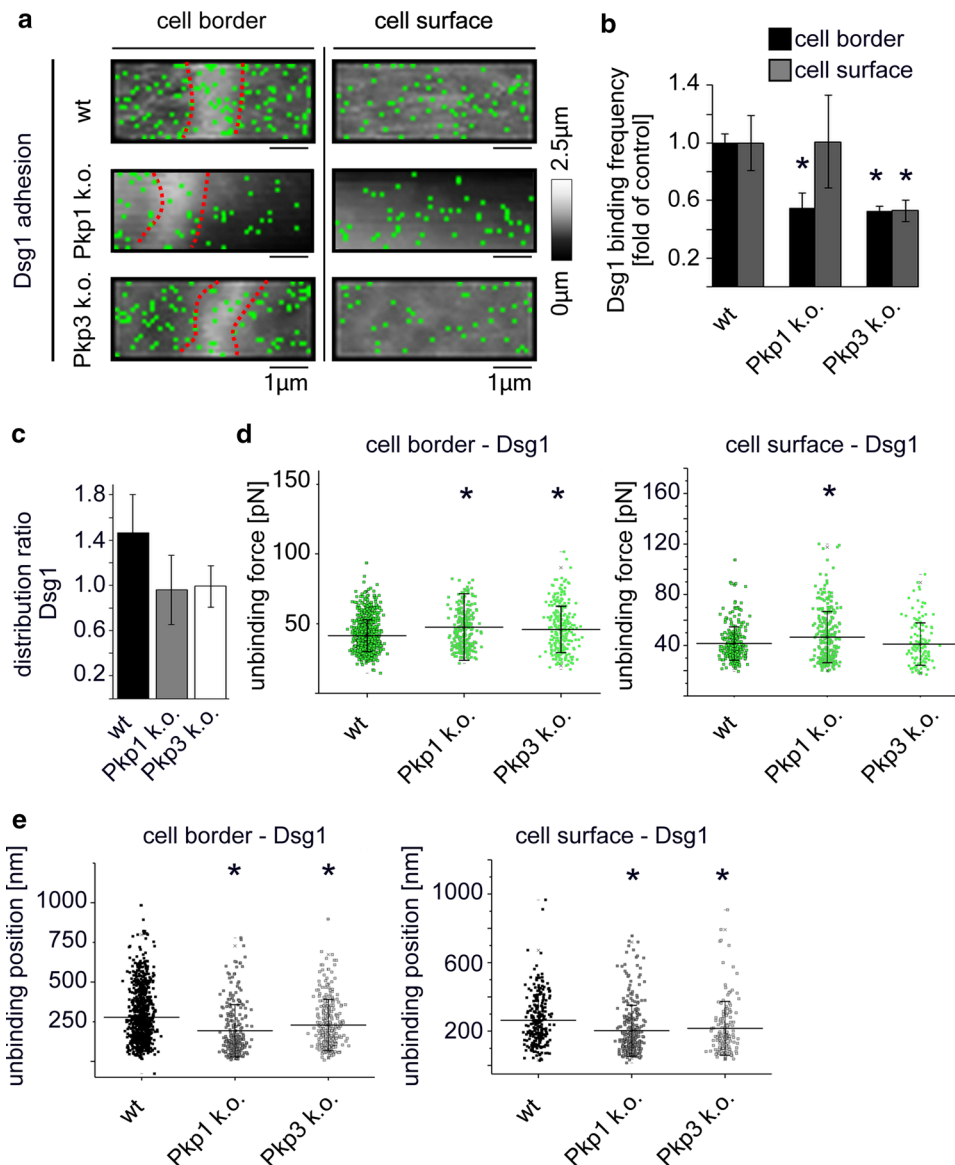 a
cell border
cell surface
Dsg1 adhesion
wt
Pkp1 k.o.
Pkp3 k.o.
1µm
1µm
0µm
2.5µm
b
cell border
cell surface
Dsg1 binding frequency
[fold of control]
1.4
1.0
0.6
0.2
*
* *
wt
Pkp1 k.o.
Pkp3 k.o.
c
distribution ratio
Dsg1
1.8
1.4
1.0
0.6
0.2
wt
Pkp1 k.o.
Pkp3 k.o.
d
cell border - Dsg1
unbinding force [pN]
150
100
50
*
*
wt
Pkp1 k.o.
Pkp3 k.o.
cell surface - Dsg1
unbinding force [pN]
160
120
80
40
*
wt
Pkp1 k.o.
Pkp3 k.o.
e
cell border - Dsg1
unbinding position [nm]
1000
750
500
250
*
*
wt
Pkp1 k.o.
Pkp3 k.o.
cell surface - Dsg1
unbinding position [nm]
1000
600
400
200
*
*
wt
Pkp1 k.o.
Pkp3 k.o.